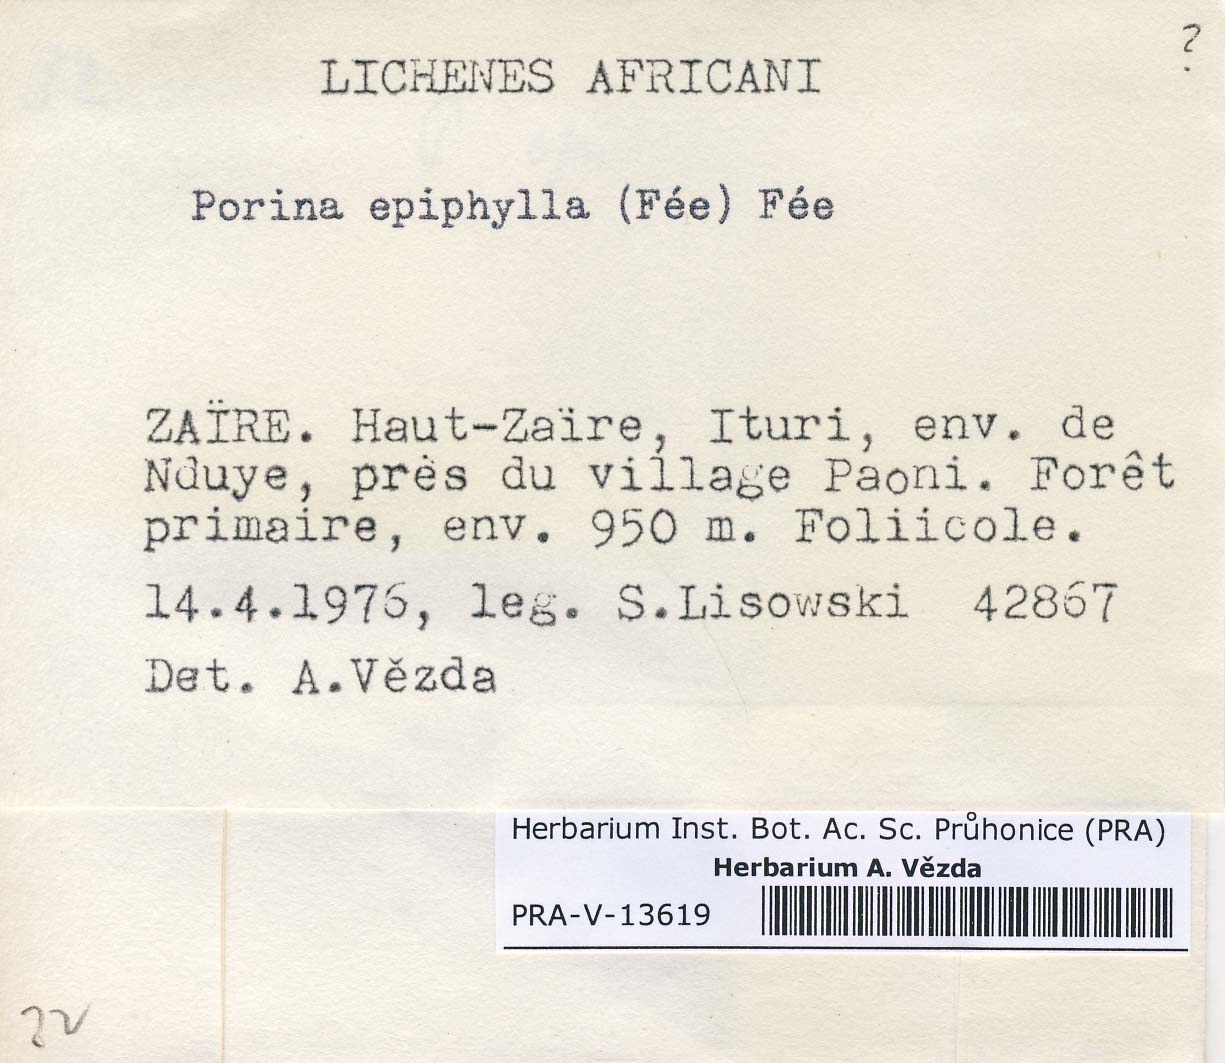 ?
LICHENES AFRICANI
Porina epiphylla (Fée) Fée
ZAÏRE. Haut-Zaïre, Ituri, env. de
Nduye, près du village Paoni. Forêt
primaire, env. 950 m. Foliicole.
14.4.1976, leg. S.Lisowski 42867
Det. A.Vězda
Herbarium Inst. Bot. Ac. Sc. Průhonice (PRA)
Herbarium A. Vězda
PRA-V-13619